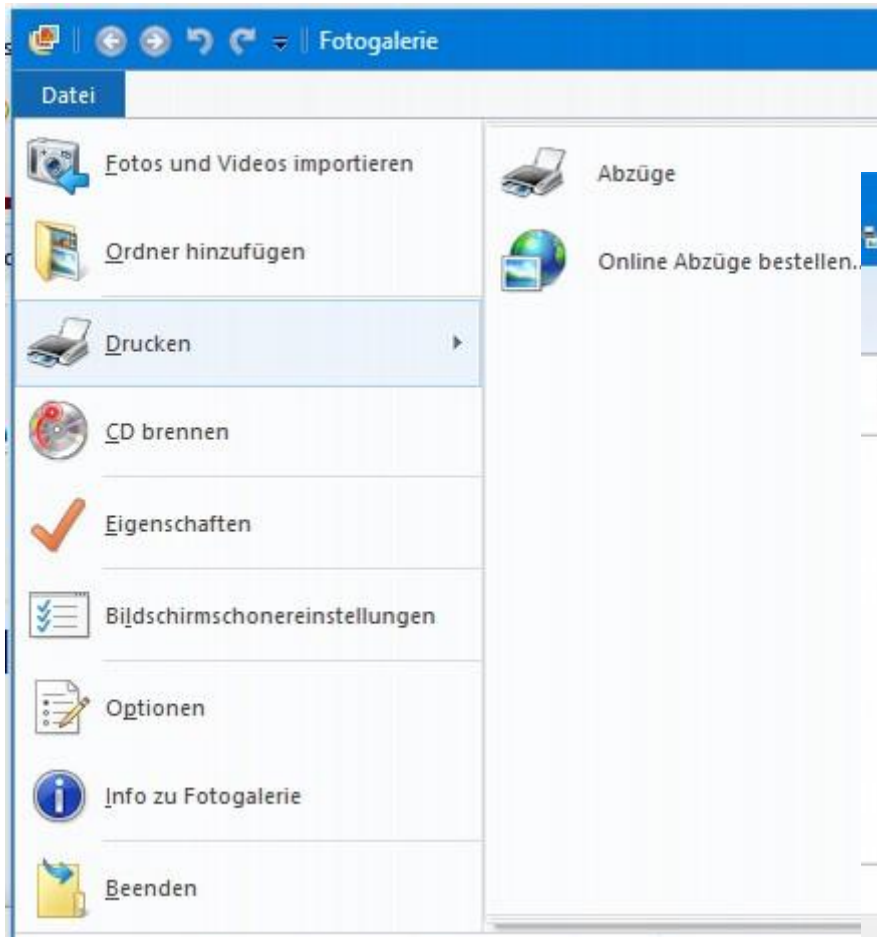 Fotogalerie
Datei
Fotos und Videos importieren
Ordner hinzufügen
Drucken
CD brennen
Eigenschaften
Bildschirmschonereinstellungen
Optionen
Info zu Fotogalerie
Beenden
Abzüge
Online Abzüge bestellen..